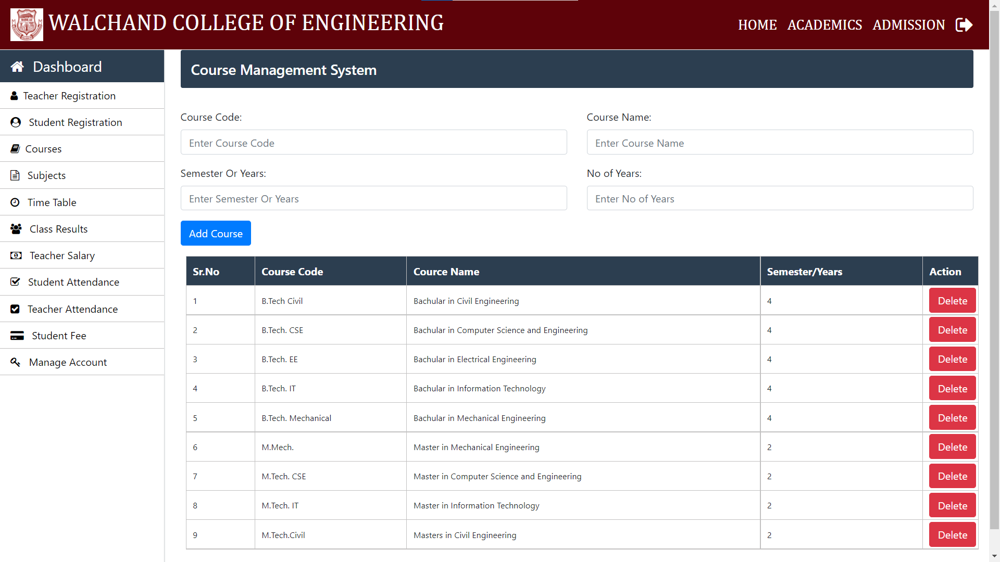 WALCHAND COLLEGE OF ENGINEERING
HOME ACADEMICS ADMISSION
Dashboard
Teacher Registration
Student Registration
Courses
Subjects
Time Table
Class Results
Teacher Salary
Student Attendance
Teacher Attendance
Student Fee
Manage Account
Course Management System
Course Code: Course Name:
Enter Course Code Enter Course Name
Semester Or Years: No of Years:
Enter Semester Or Years Enter No of Years
Add Course
Sr.No Course Code Cource Name Semester/Years Action
1 B.Tech Civil Bachular in Civil Engineering 4 Delete
2 B.Tech. CSE Bachular in Computer Science and Engineering 4 Delete
3 B.Tech. EE Bachular in Electrical Engineering 4 Delete
4 B.Tech. IT Bachular in Information Technology 4 Delete
5 B.Tech. Mechanical Bachular in Mechanical Engineering 4 Delete
6 M.Mech. Master in Mechanical Engineering 2 Delete
7 M.Tech. CSE Master in Computer Science and Engineering 2 Delete
8 M.Tech. IT Master in Information Technology 2 Delete
9 M.Tech.Civil Masters in Civil Engineering 2 Delete